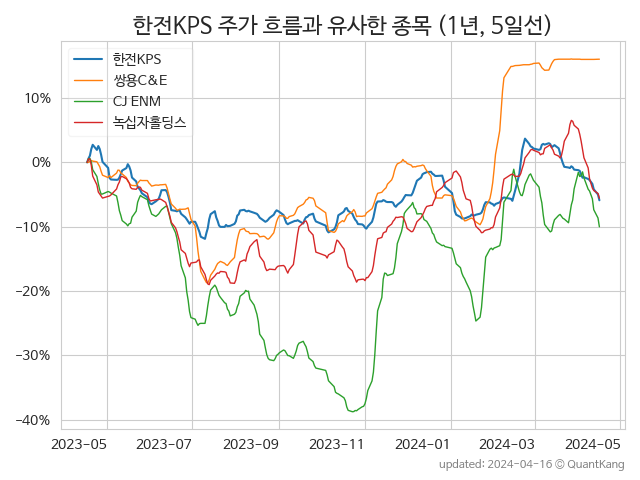 한전KPS 주가 흐름과 유사한 종목 (1년, 5일선)
한전KPS
쌍용C&E
CJ ENM
녹십자홀딩스
10%
0%
−10%
−20%
−30%
−40%
2023-05
2023-07
2023-09
2023-11
2024-01
2024-03
2024-05
updated: 2024-04-16 © QuantKang